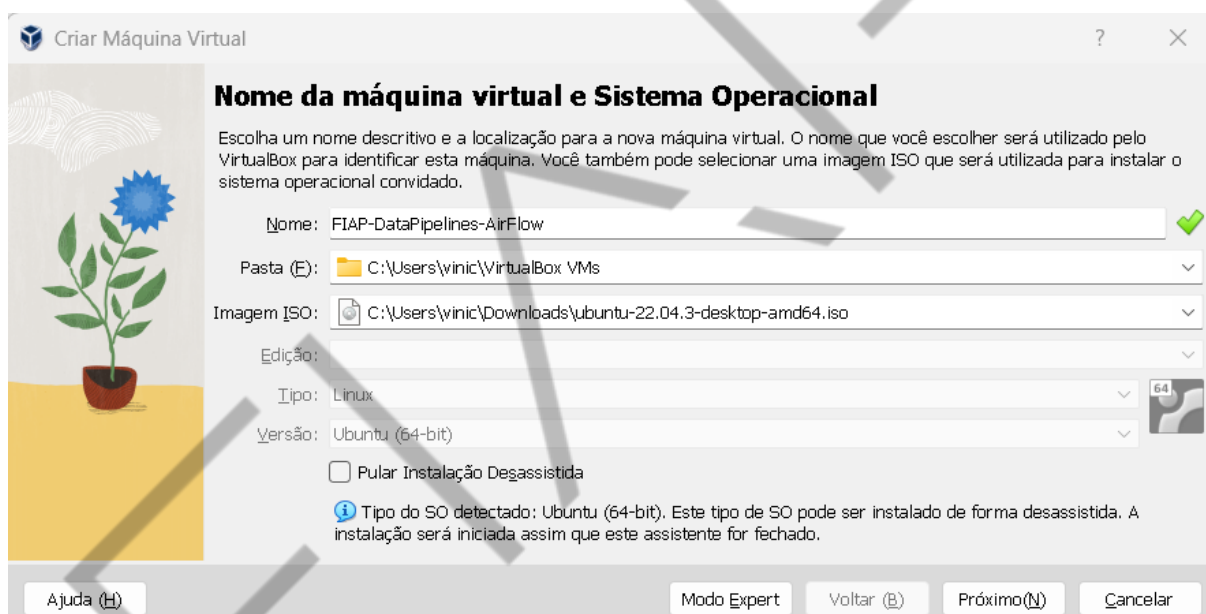 Criar Máquina Virtual
?
Nome da máquina virtual e Sistema Operacional
Escolha um nome descritivo e a localização para a nova máquina virtual. O nome que você escolher será utilizado pelo
VirtualBox para identificar esta máquina. Você também pode selecionar uma imagem ISO que será utilizada para instalar o
sistema operacional convidado.
Nome: FIAP-DataPipelines-AirFlow
Pasta (F): C:\Users\vinic\VirtualBox VMs
Imagem ISO: C:\Users\vinic\Downloads\ubuntu-22.04.3-desktop-amd64.iso
Edição:
Tipo: Linux
64
Versão: Ubuntu (64-bit)
Pular Instalação Desassistida
Tipo do SO detectado: Ubuntu (64-bit). Este tipo de SO pode ser instalado de forma desassistida. A
instalação será iniciada assim que este assistente for fechado.
Ajuda (H) Modo Expert Voltar (B) Próximo(N) Cancelar